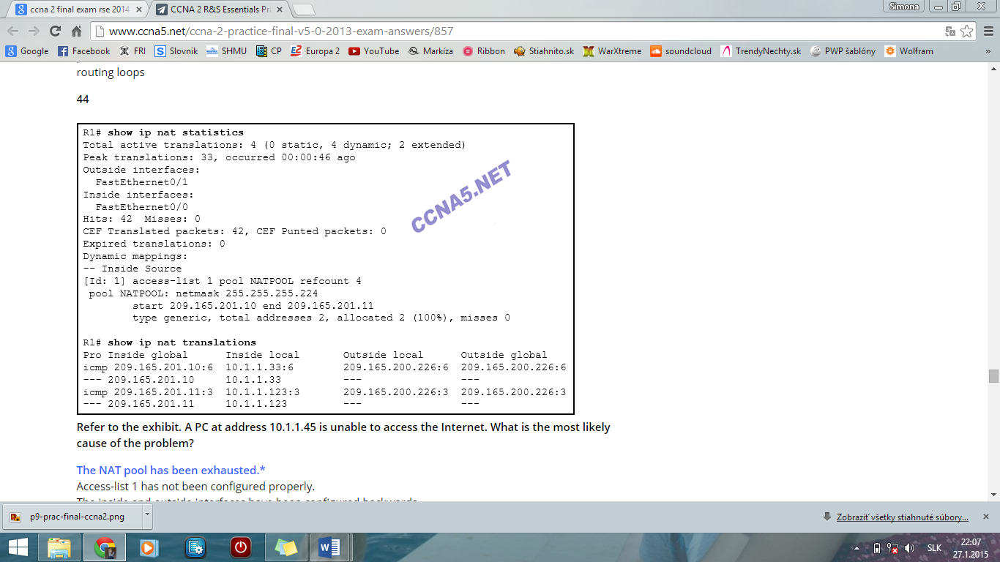 ccna 2 final exam rse 2014
CCNA 2 R&S Essentials Pr
Simona
www.ccna5.net/ccna-2-practice-final-v5-0-2013-exam-answers/857
Google Facebook FRI Slovnik SHMU CP Europa 2 YouTube Markíza Ribbon Stiahnito.sk WarXtreme soundcloud TrendyNechty.sk PWP šablóny Wolfram »
routing loops
44
R1# show ip nat statistics
Total active translations: 4 (0 static, 4 dynamic; 2 extended)
Peak translations: 33, occurred 00:00:46 ago
Outside interfaces:
FastEthernet0/1
Inside interfaces:
FastEthernet0/0
Hits: 42 Misses: 0
CEF Translated packets: 42, CEF Punted packets: 0
Expired translations: 0
Dynamic mappings:
-- Inside Source
[Id: 1] access-list 1 pool NATPOOL refcount 4
pool NATPOOL: netmask 255.255.255.224
start 209.165.201.10 end 209.165.201.11
type generic, total addresses 2, allocated 2 (100%), misses 0
CCNA5.NET
R1# show ip nat translations
Pro Inside global Inside local Outside local Outside global
icmp 209.165.201.10:6 10.1.1.33:6 209.165.200.226:6 209.165.200.226:6
--- 209.165.201.10 10.1.1.33 --- ---
icmp 209.165.201.11:3 10.1.1.123:3 209.165.200.226:3 209.165.200.226:3
--- 209.165.201.11 10.1.1.123 --- ---
Refer to the exhibit. A PC at address 10.1.1.45 is unable to access the Internet. What is the most likely
cause of the problem?
The NAT pool has been exhausted.*
Access-list 1 has not been configured properly.
The inside and outside interfaces have been configured backwards
p9-prac-final-ccna2.png
Zobraziť všetky stiahnuté súbory...
SLK
22:07
27.1.2015